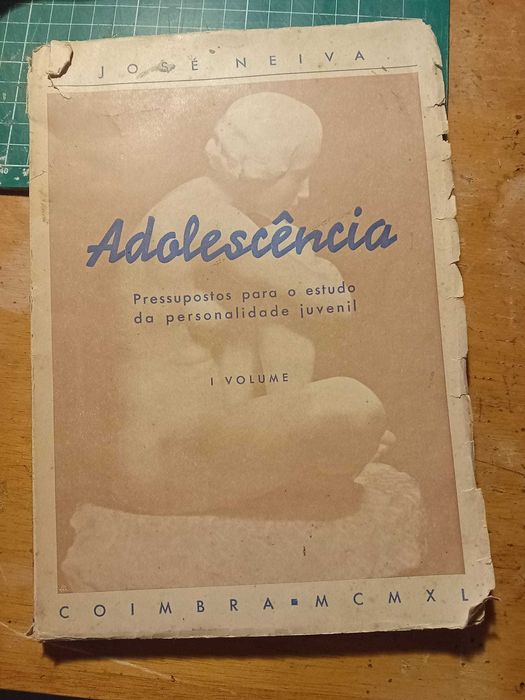 JOSÉ NEIVA
Adolescência
Pressupostos para o estudo
da personalidade juvenil
I VOLUME
COIMBRA ▪ MCMXL